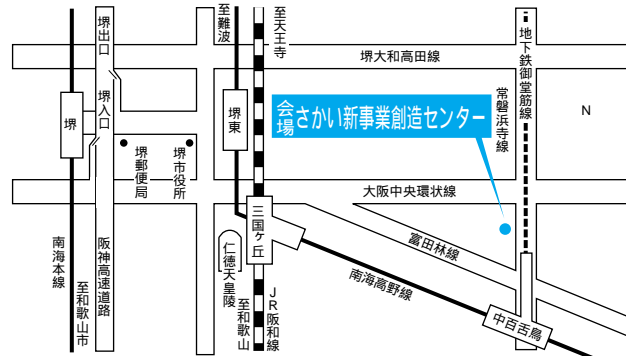 堺出口
至難波
至天王寺
地下鉄御堂筋線
堺大和高田線
常磐浜寺線
N
堺
堺入口
堺東
会場 さかい新事業創造センター
堺郵便局
堺市役所
大阪中央環状線
三国ヶ丘
富田林線
南海本線
至和歌山市
阪神高速道路
仁徳天皇陵
至和歌山
JR阪和線
南海高野線
中百舌鳥